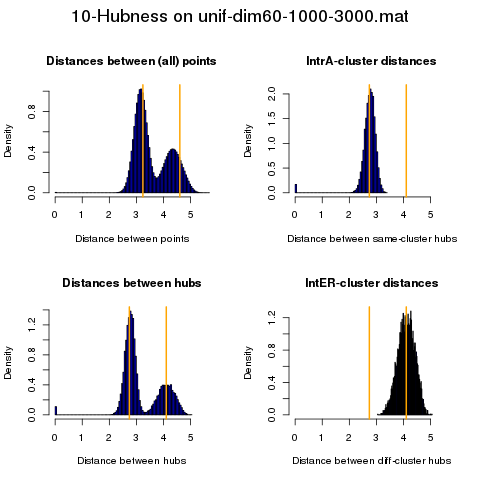 10-Hubness on unif-dim60-1000-3000.mat
Distances between (all) points
Density
0.0 0.4 0.8
0 1 2 3 4 5
Distance between points
IntrA-cluster distances
Density
0.0 0.5 1.0 1.5 2.0
0 1 2 3 4 5
Distance between same-cluster hubs
Distances between hubs
Density
0.0 0.4 0.8 1.2
0 1 2 3 4 5
Distance between hubs
IntER-cluster distances
Density
0.0 0.4 0.8 1.2
0 1 2 3 4 5
Distance between diff-cluster hubs